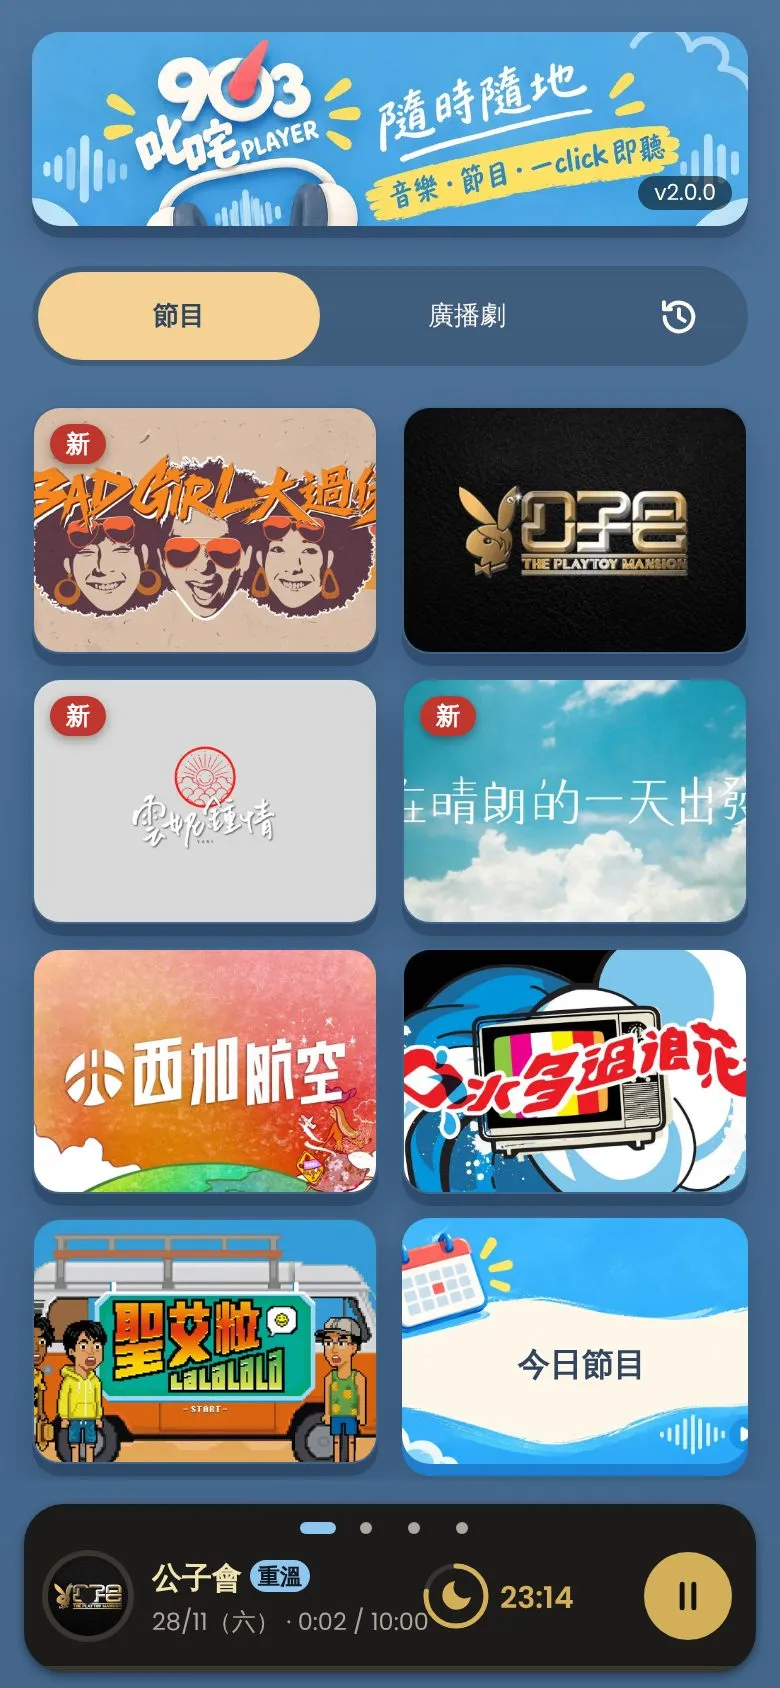 903
叱咤PLAYER
隨時隨地
音樂·節目·一click即聽
v2.0.0
節目
廣播劇
新
BAD GIRL大過
公子會
THE PLAYTOY MANSION
新
雲妮鍾情
新
在晴朗的一天出發
西加航空
口水多過浪花
聖艾粒
LaLaLaLa
-START-
今日節目
公子會
重溫
28/11（六） · 0:02 / 10:00
23:14